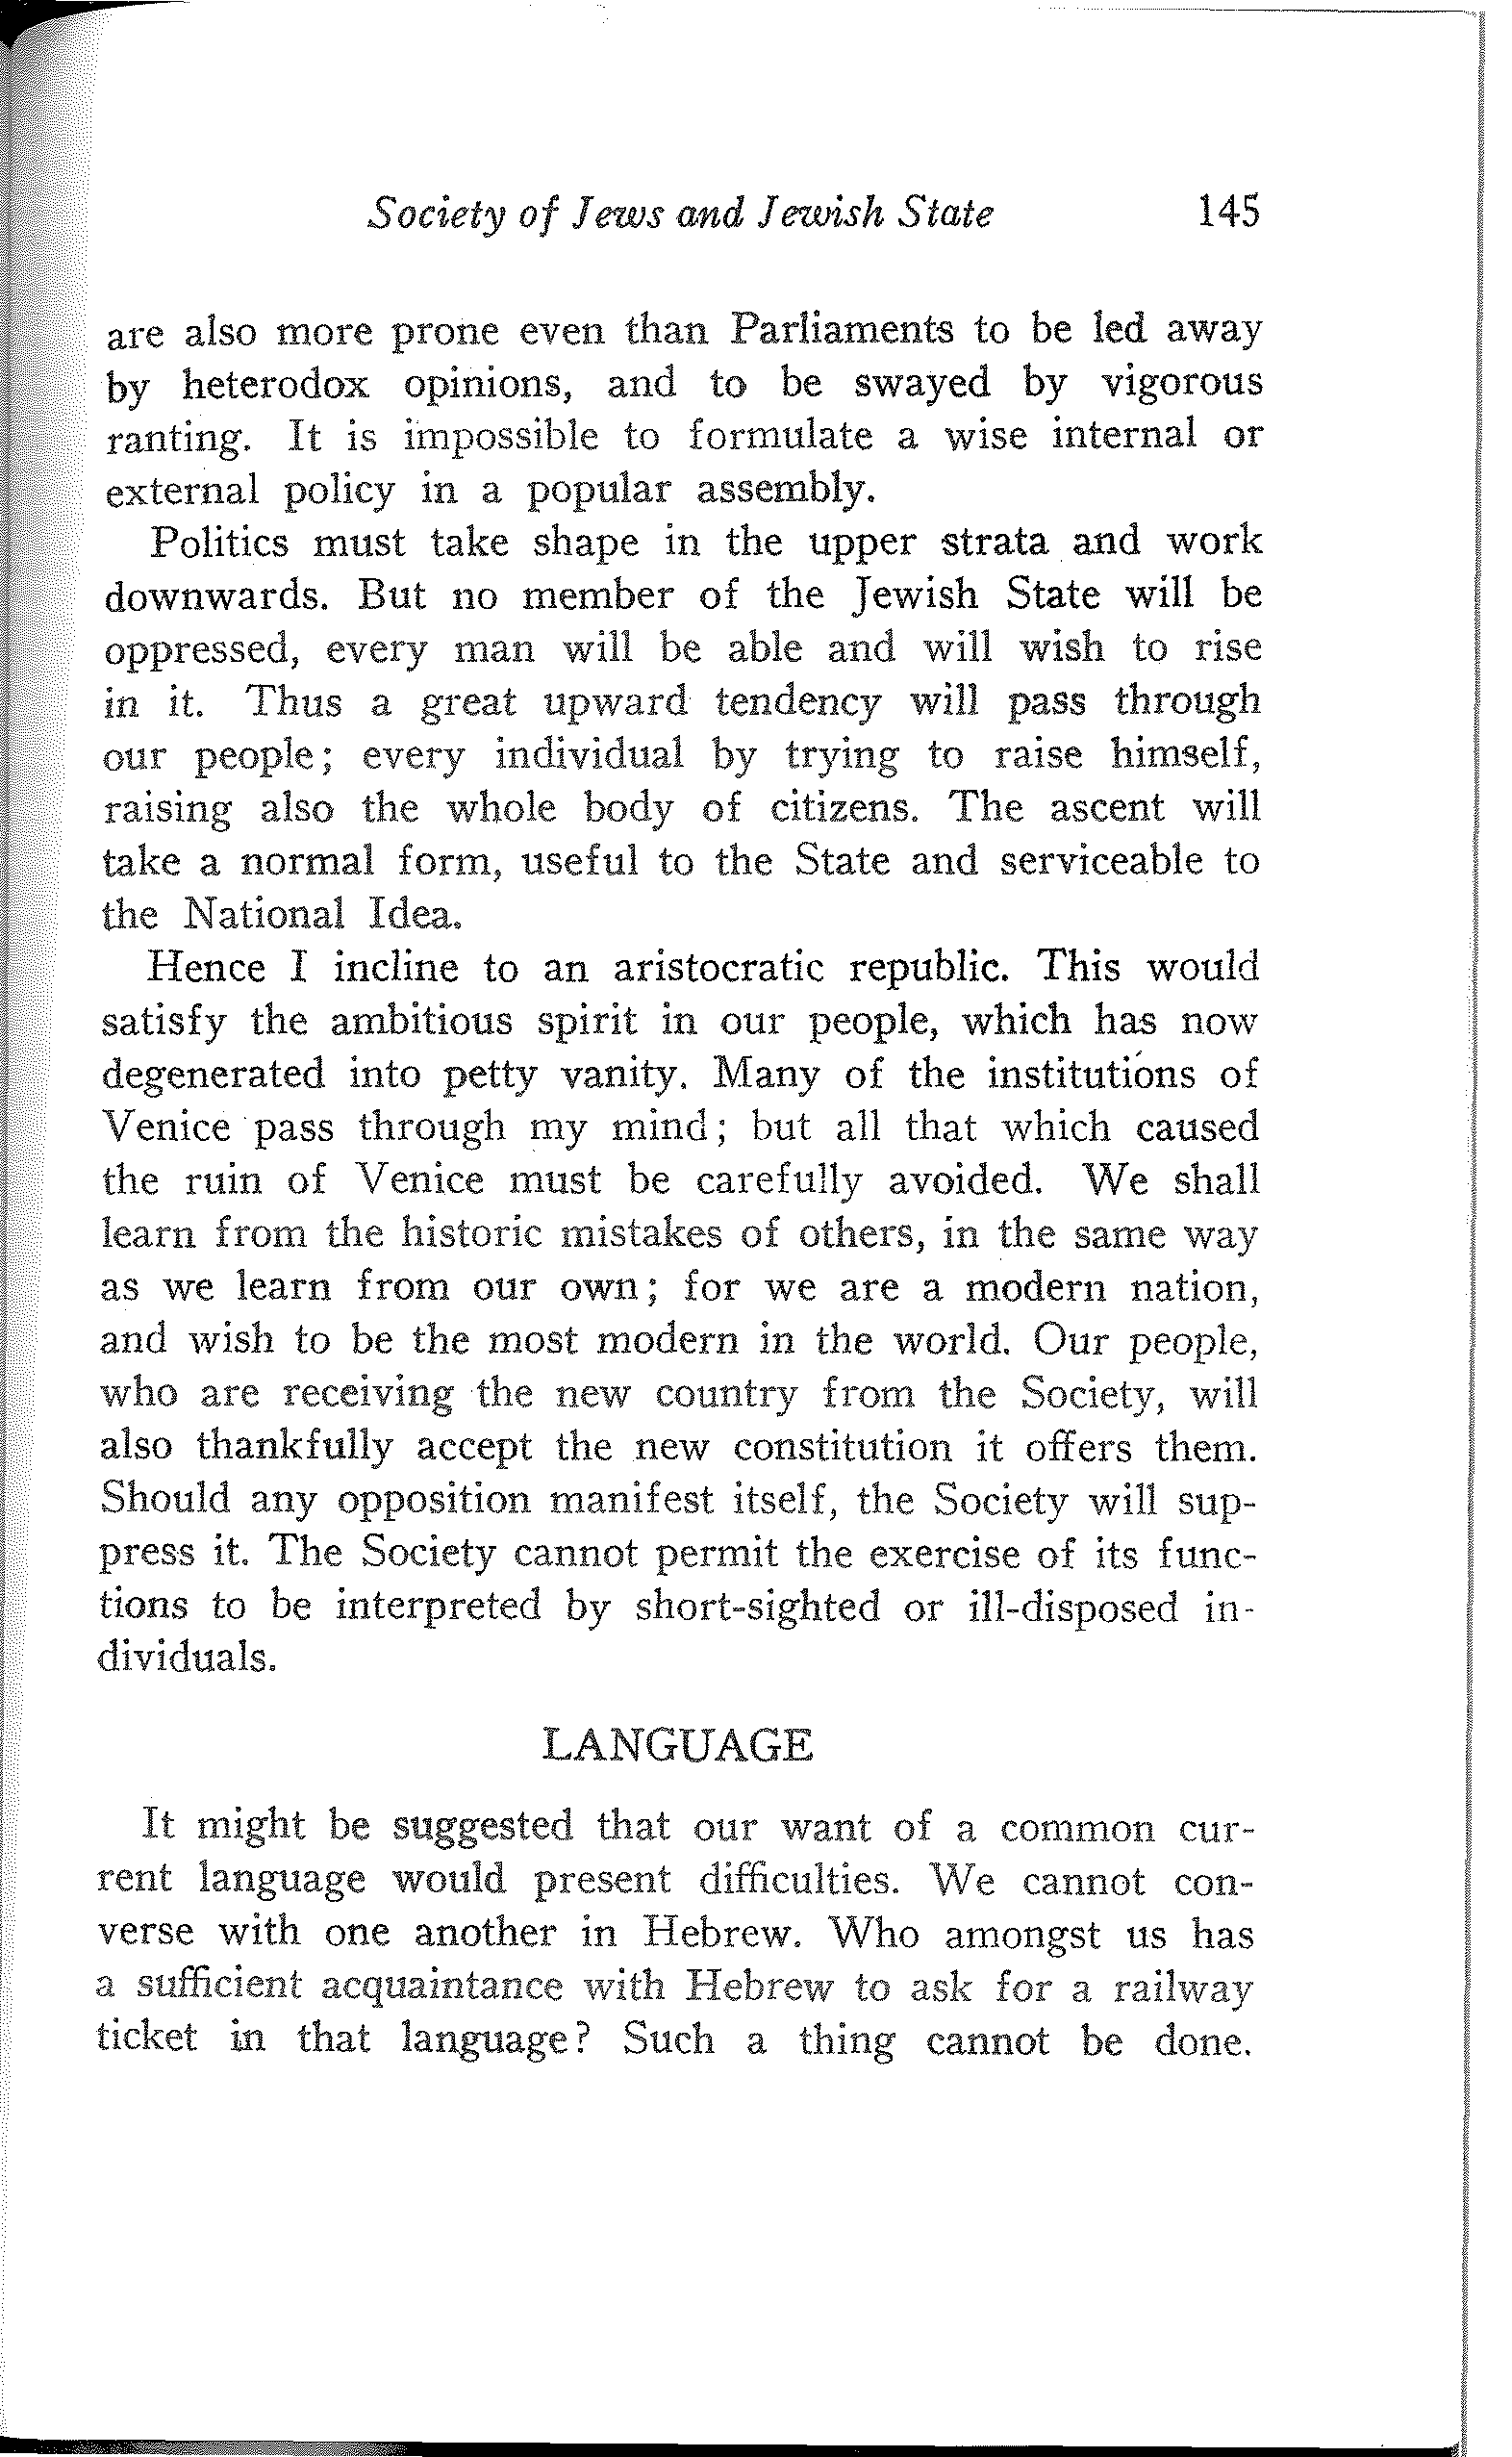 Society of Jews and Jewish State 145
are also more prone even than Parliaments to be led away
by heterodox opinions, and to be swayed by vigorous
ranting. It is impossible to formulate a wise internal or
external policy in a popular assembly.
Politics must take shape in the upper strata and work
downwards. But no member of the Jewish State will be
oppressed, every man will be able and will wish to rise
in it. Thus a great upward tendency will pass through
our people; every individual by trying to raise himself,
raising also the whole body of citizens. The ascent will
take a normal form, useful to the State and serviceable to
the National Idea.
Hence I incline to an aristocratic republic. This would
satisfy the ambitious spirit in our people, which has now
degenerated into petty vanity. Many of the institutions of
Venice pass through my mind; but all that which caused
the ruin of Venice must be carefully avoided. We shall
learn from the historic mistakes of others, in the same way
as we learn from our own; for we are a modern nation,
and wish to be the most modern in the world. Our people,
who are receiving the new country from the Society, will
also thankfully accept the new constitution it offers them.
Should any opposition manifest itself, the Society will sup-
press it. The Society cannot permit the exercise of its func-
tions to be interpreted by short-sighted or ill-disposed in-
dividuals.
LANGUAGE
It might be suggested that our want of a common cur-
rent language would present difficulties. We cannot con-
verse with one another in Hebrew. Who amongst us has
a sufficient acquaintance with Hebrew to ask for a railway
ticket in that language? Such a thing cannot be done.